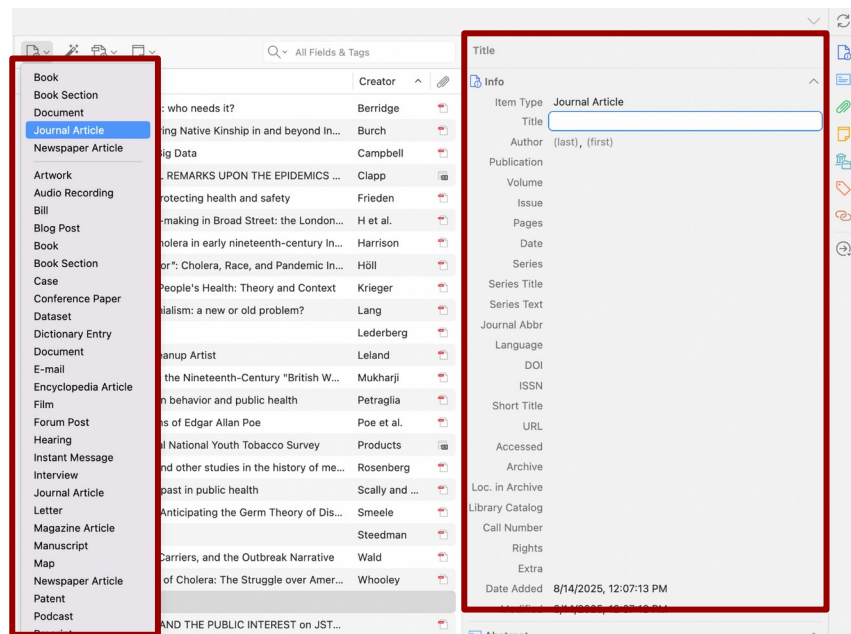 All Fields & Tags
Book
Book Section
Document
Journal Article
Newspaper Article
Artwork
Audio Recording
Bill
Blog Post
Book
Book Section
Case
Conference Paper
Dataset
Dictionary Entry
Document
E-mail
Encyclopedia Article
Film
Forum Post
Hearing
Instant Message
Interview
Journal Article
Letter
Magazine Article
Manuscript
Map
Newspaper Article
Patent
Podcast
Creator
: who needs it? Berridge
ring Native Kinship in and beyond In... Burch
Big Data Campbell
REMARKS UPON THE EPIDEMICS ... Clapp
rotecting health and safety Frieden
-making in Broad Street: the London... H et al.
holera in early nineteenth-century In... Harrison
or": Cholera, Race, and Pandemic In... Höll
People's Health: Theory and Context Krieger
nialism: a new or old problem? Lang
Lederberg
eanup Artist Leland
the Nineteenth-Century "British W... Mukharji
n behavior and public health Petraglia
ns of Edgar Allan Poe Poe et al.
al National Youth Tobacco Survey Products
nd other studies in the history of me... Rosenberg
past in public health Scally and ...
Anticipating the Germ Theory of Dis... Smeele
Steedman
Carriers, and the Outbreak Narrative Wald
of Cholera: The Struggle over Amer... Whooley
AND THE PUBLIC INTEREST on JST...
Title
Info
Item Type Journal Article
Title
Author (last), (first)
Publication
Volume
Issue
Pages
Date
Series
Series Title
Series Text
Journal Abbr
Language
DOI
ISSN
Short Title
URL
Accessed
Archive
Loc. in Archive
Library Catalog
Call Number
Rights
Extra
Date Added 8/14/2025, 12:07:13 PM
Modified 8/14/2025, 12:07:13 PM
Abstract